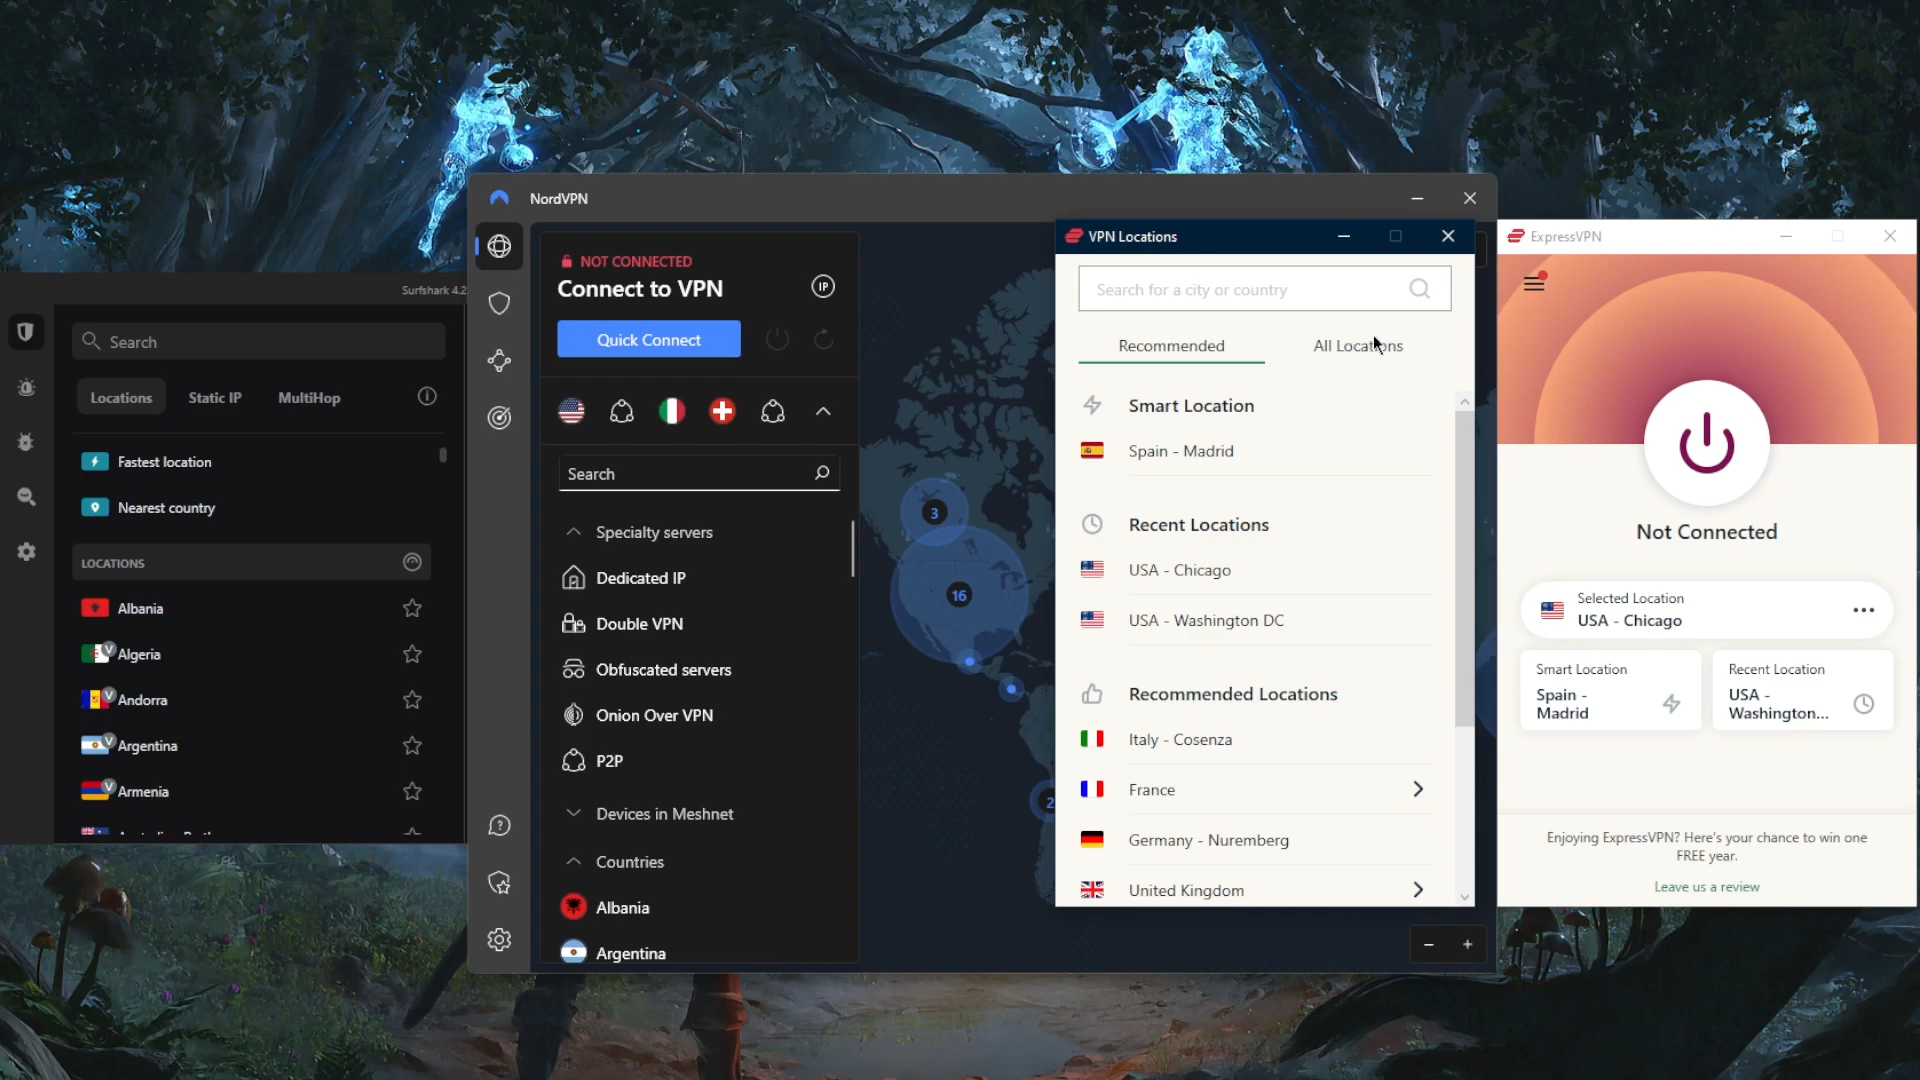 Surfshark 4.2
Search
Locations
Static IP
MultiHop
Fastest location
Nearest country
LOCATIONS
Albania
V
Algeria
V
Andorra
V
Argentina
V
Armenia
NordVPN
NOT CONNECTED
Connect to VPN
IP
Quick Connect
Search
Specialty servers
Dedicated IP
Double VPN
Obfuscated servers
Onion Over VPN
P2P
Devices in Meshnet
Countries
Albania
Argentina
3
16
2
VPN Locations
Search for a city or country
Recommended
All Locations
Smart Location
Spain - Madrid
Recent Locations
USA - Chicago
USA - Washington DC
Recommended Locations
Italy - Cosenza
France
Germany - Nuremberg
United Kingdom
ExpressVPN
Not Connected
Selected Location
USA - Chicago
Smart Location
Spain -
Madrid
Recent Location
USA -
Washington...
Enjoying ExpressVPN? Here's your chance to win one
FREE year.
Leave us a review